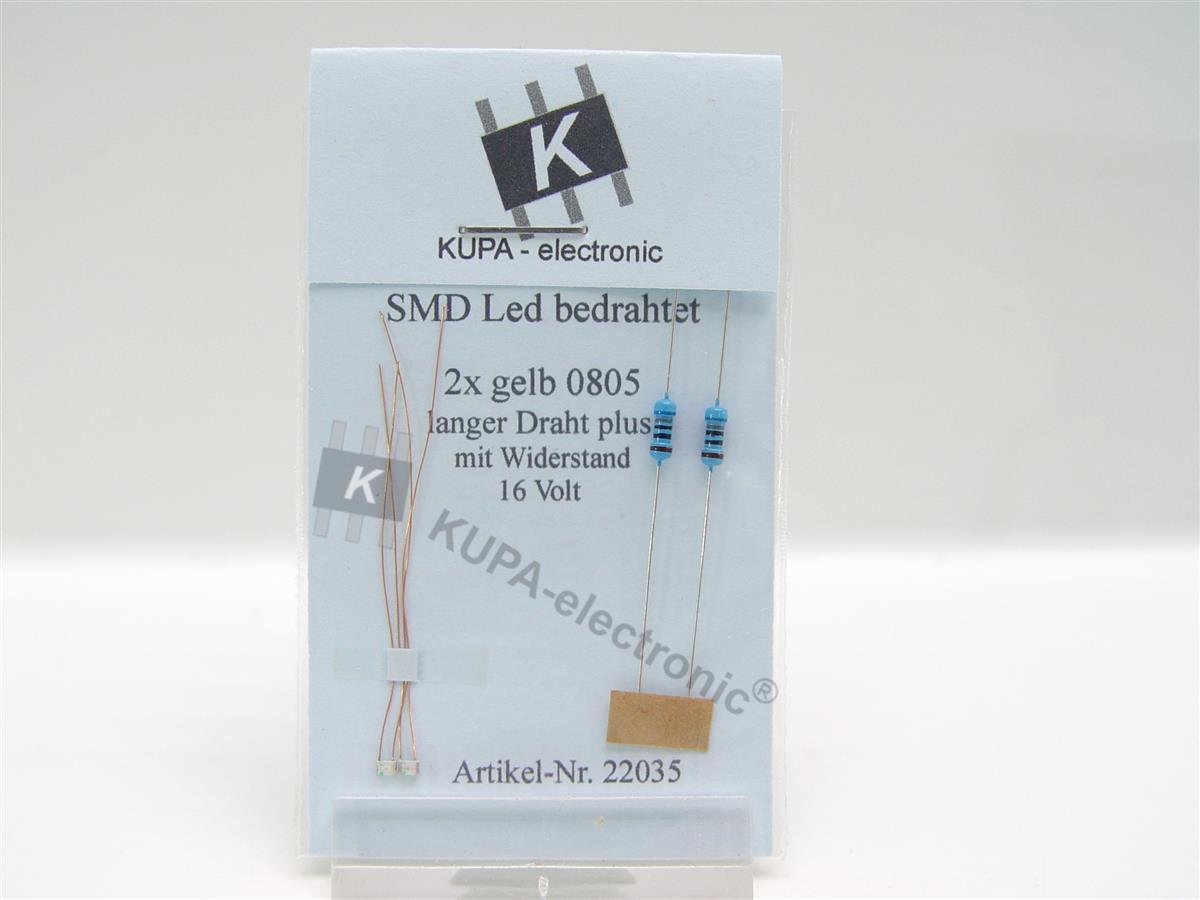 K
KUPA - electronic
SMD Led bedrahtet
2x gelb 0805
langer Draht plus
mit Widerstand
16 Volt
K
KUPA-electronic®
Artikel-Nr. 22035